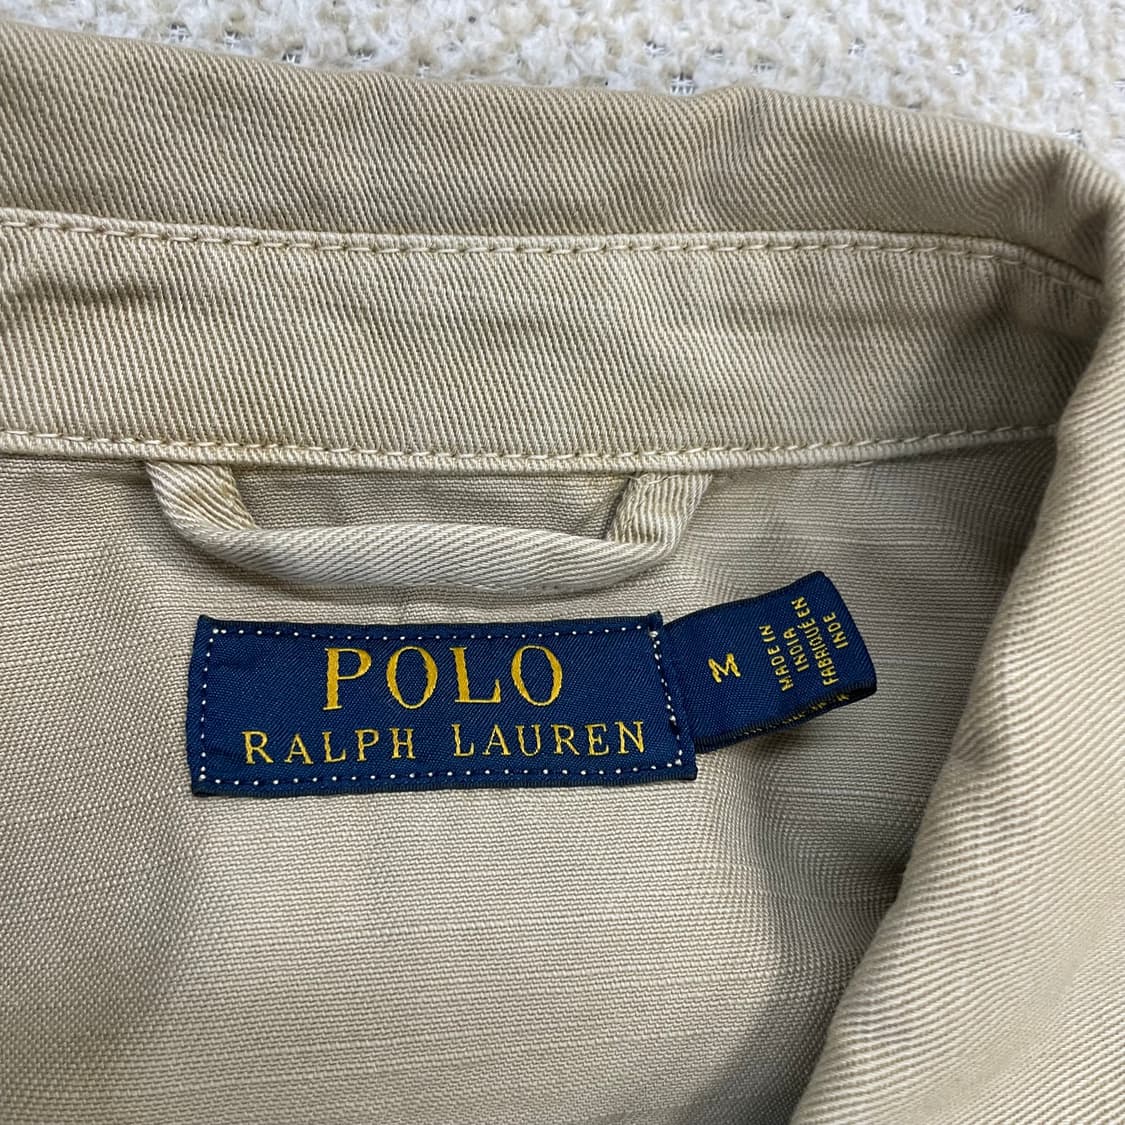 POLO
RALPH LAUREN
M
MADE IN
INDIA
FABRIQUÉ EN
INDE